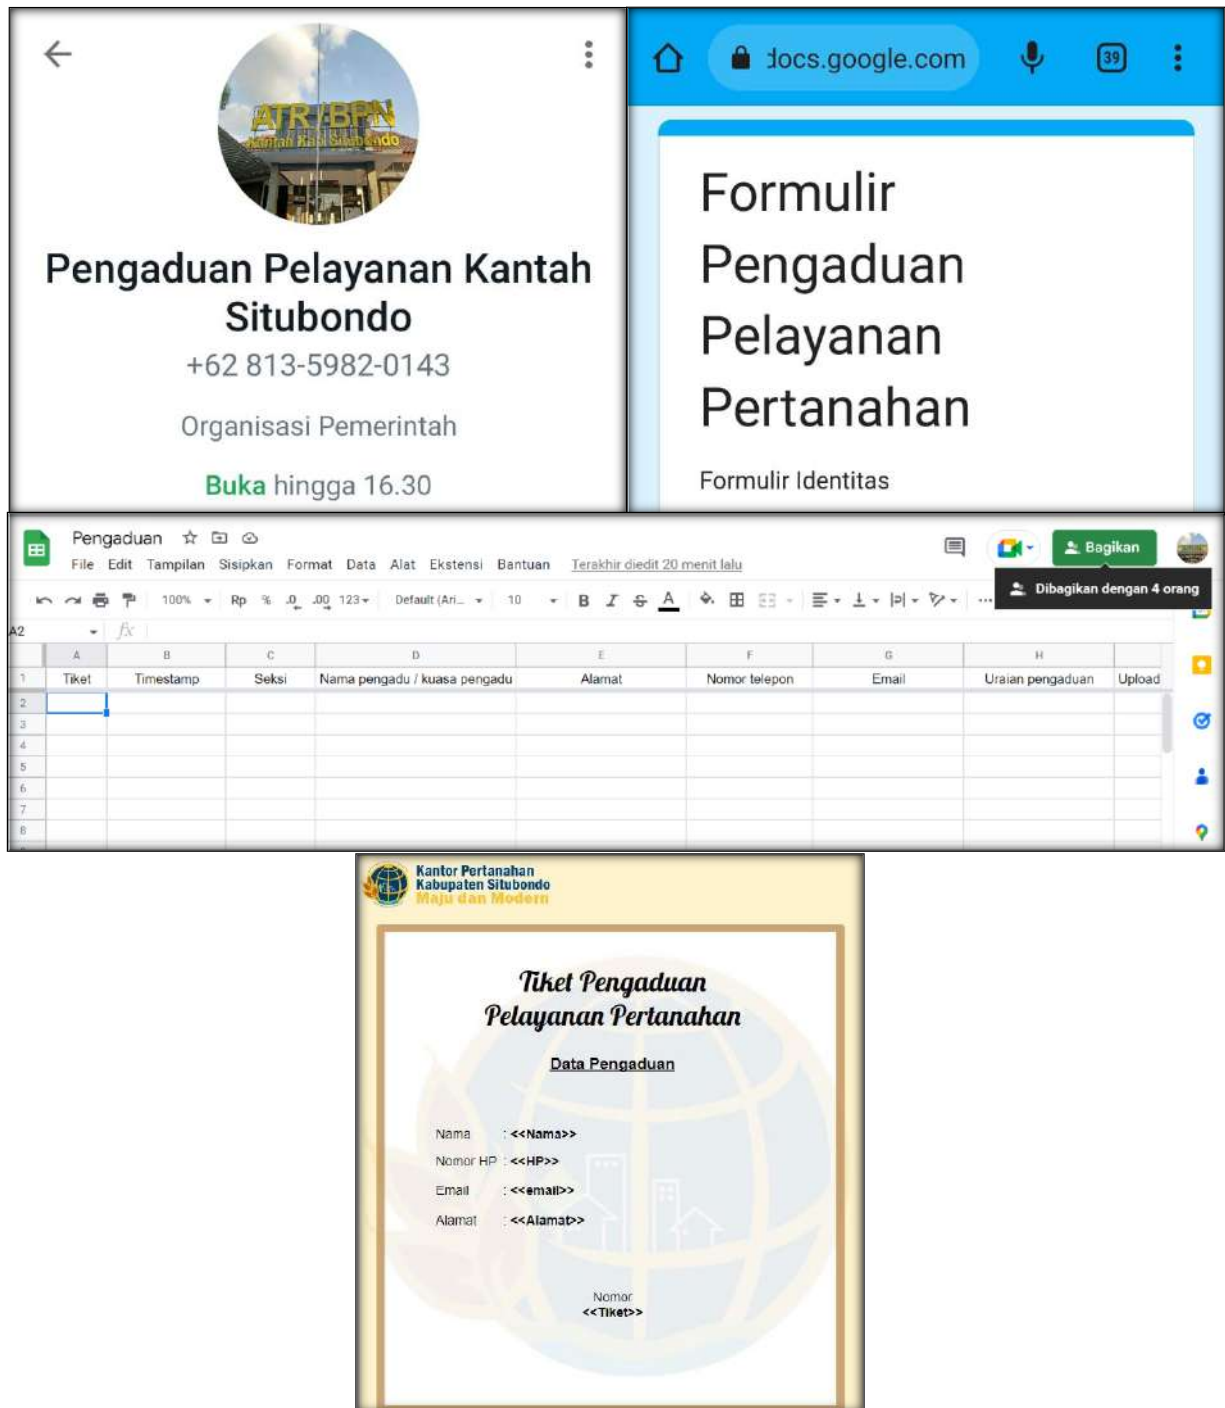 ATR/BPN
Pengaduan Pelayanan Kantah
Situbondo
+62 813-5982-0143
Organisasi Pemerintah
Buka hingga 16.30
docs.google.com
39
Formulir
Pengaduan
Pelayanan
Pertanahan
Formulir Identitas
Pengaduan
File Edit Tampilan Sisipkan Format Data Alat Ekstensi Bantuan Terakhir diedit 20 menit lalu
Bagikan
Dibagikan dengan 4 orang
100% Rp % .0 .00 123 Default (Ari... 10 B I S A
A2 fx
A B C D E F G H
1 Tiket Timestamp Seksi Nama pengadu / kuasa pengadu Alamat Nomor telepon Email Uraian pengaduan Upload
2
3
4
5
6
7
8
Kantor Pertanahan
Kabupaten Situbondo
Maju dan Modern
Tiket Pengaduan
Pelayanan Pertanahan
Data Pengaduan
Nama : <<Nama>>
Nomor HP : <<HP>>
Email : <<email>>
Alamat : <<Alamat>>
Nomor
<<Tiket>>